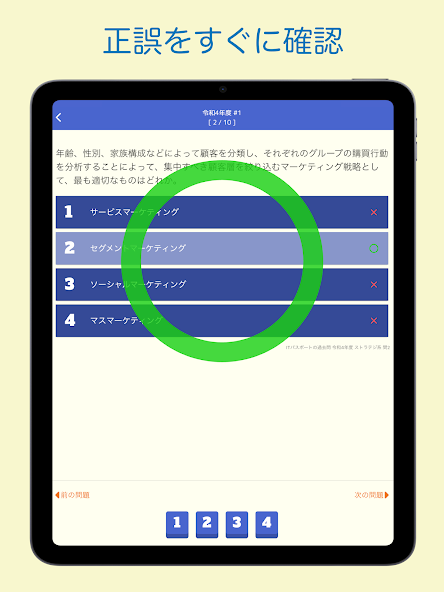 正誤をすぐに確認
令和4年度 #1
[ 2 / 10 ]
年齢、性別、家族構成などによって顧客を分類し、それぞれのグループの購買行動
を分析することによって、集中すべき顧客層を絞り込むマーケティング戦略とし
て、最も適切なものはどれか。
1 サービスマーケティング
2 セグメントマーケティング
3 ソーシャルマーケティング
4 マスマーケティング
ITパスポートの過去問 令和4年度 ストラテジ系 問2
前の問題 次の問題
1 2 3 4